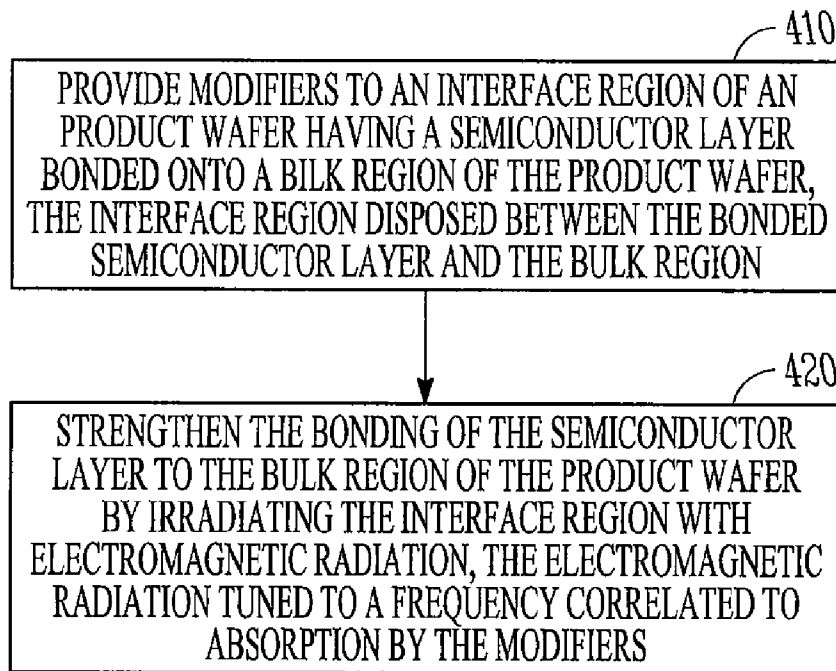 410
PROVIDE MODIFIERS TO AN INTERFACE REGION OF AN
PRODUCT WAFER HAVING A SEMICONDUCTOR LAYER
BONDED ONTO A BILK REGION OF THE PRODUCT WAFER,
THE INTERFACE REGION DISPOSED BETWEEN THE BONDED
SEMICONDUCTOR LAYER AND THE BULK REGION
420
STRENGTHEN THE BONDING OF THE SEMICONDUCTOR
LAYER TO THE BULK REGION OF THE PRODUCT WAFER
BY IRRADIATING THE INTERFACE REGION WITH
ELECTROMAGNETIC RADIATION, THE ELECTROMAGNETIC
RADIATION TUNED TO A FREQUENCY CORRELATED TO
ABSORPTION BY THE MODIFIERS